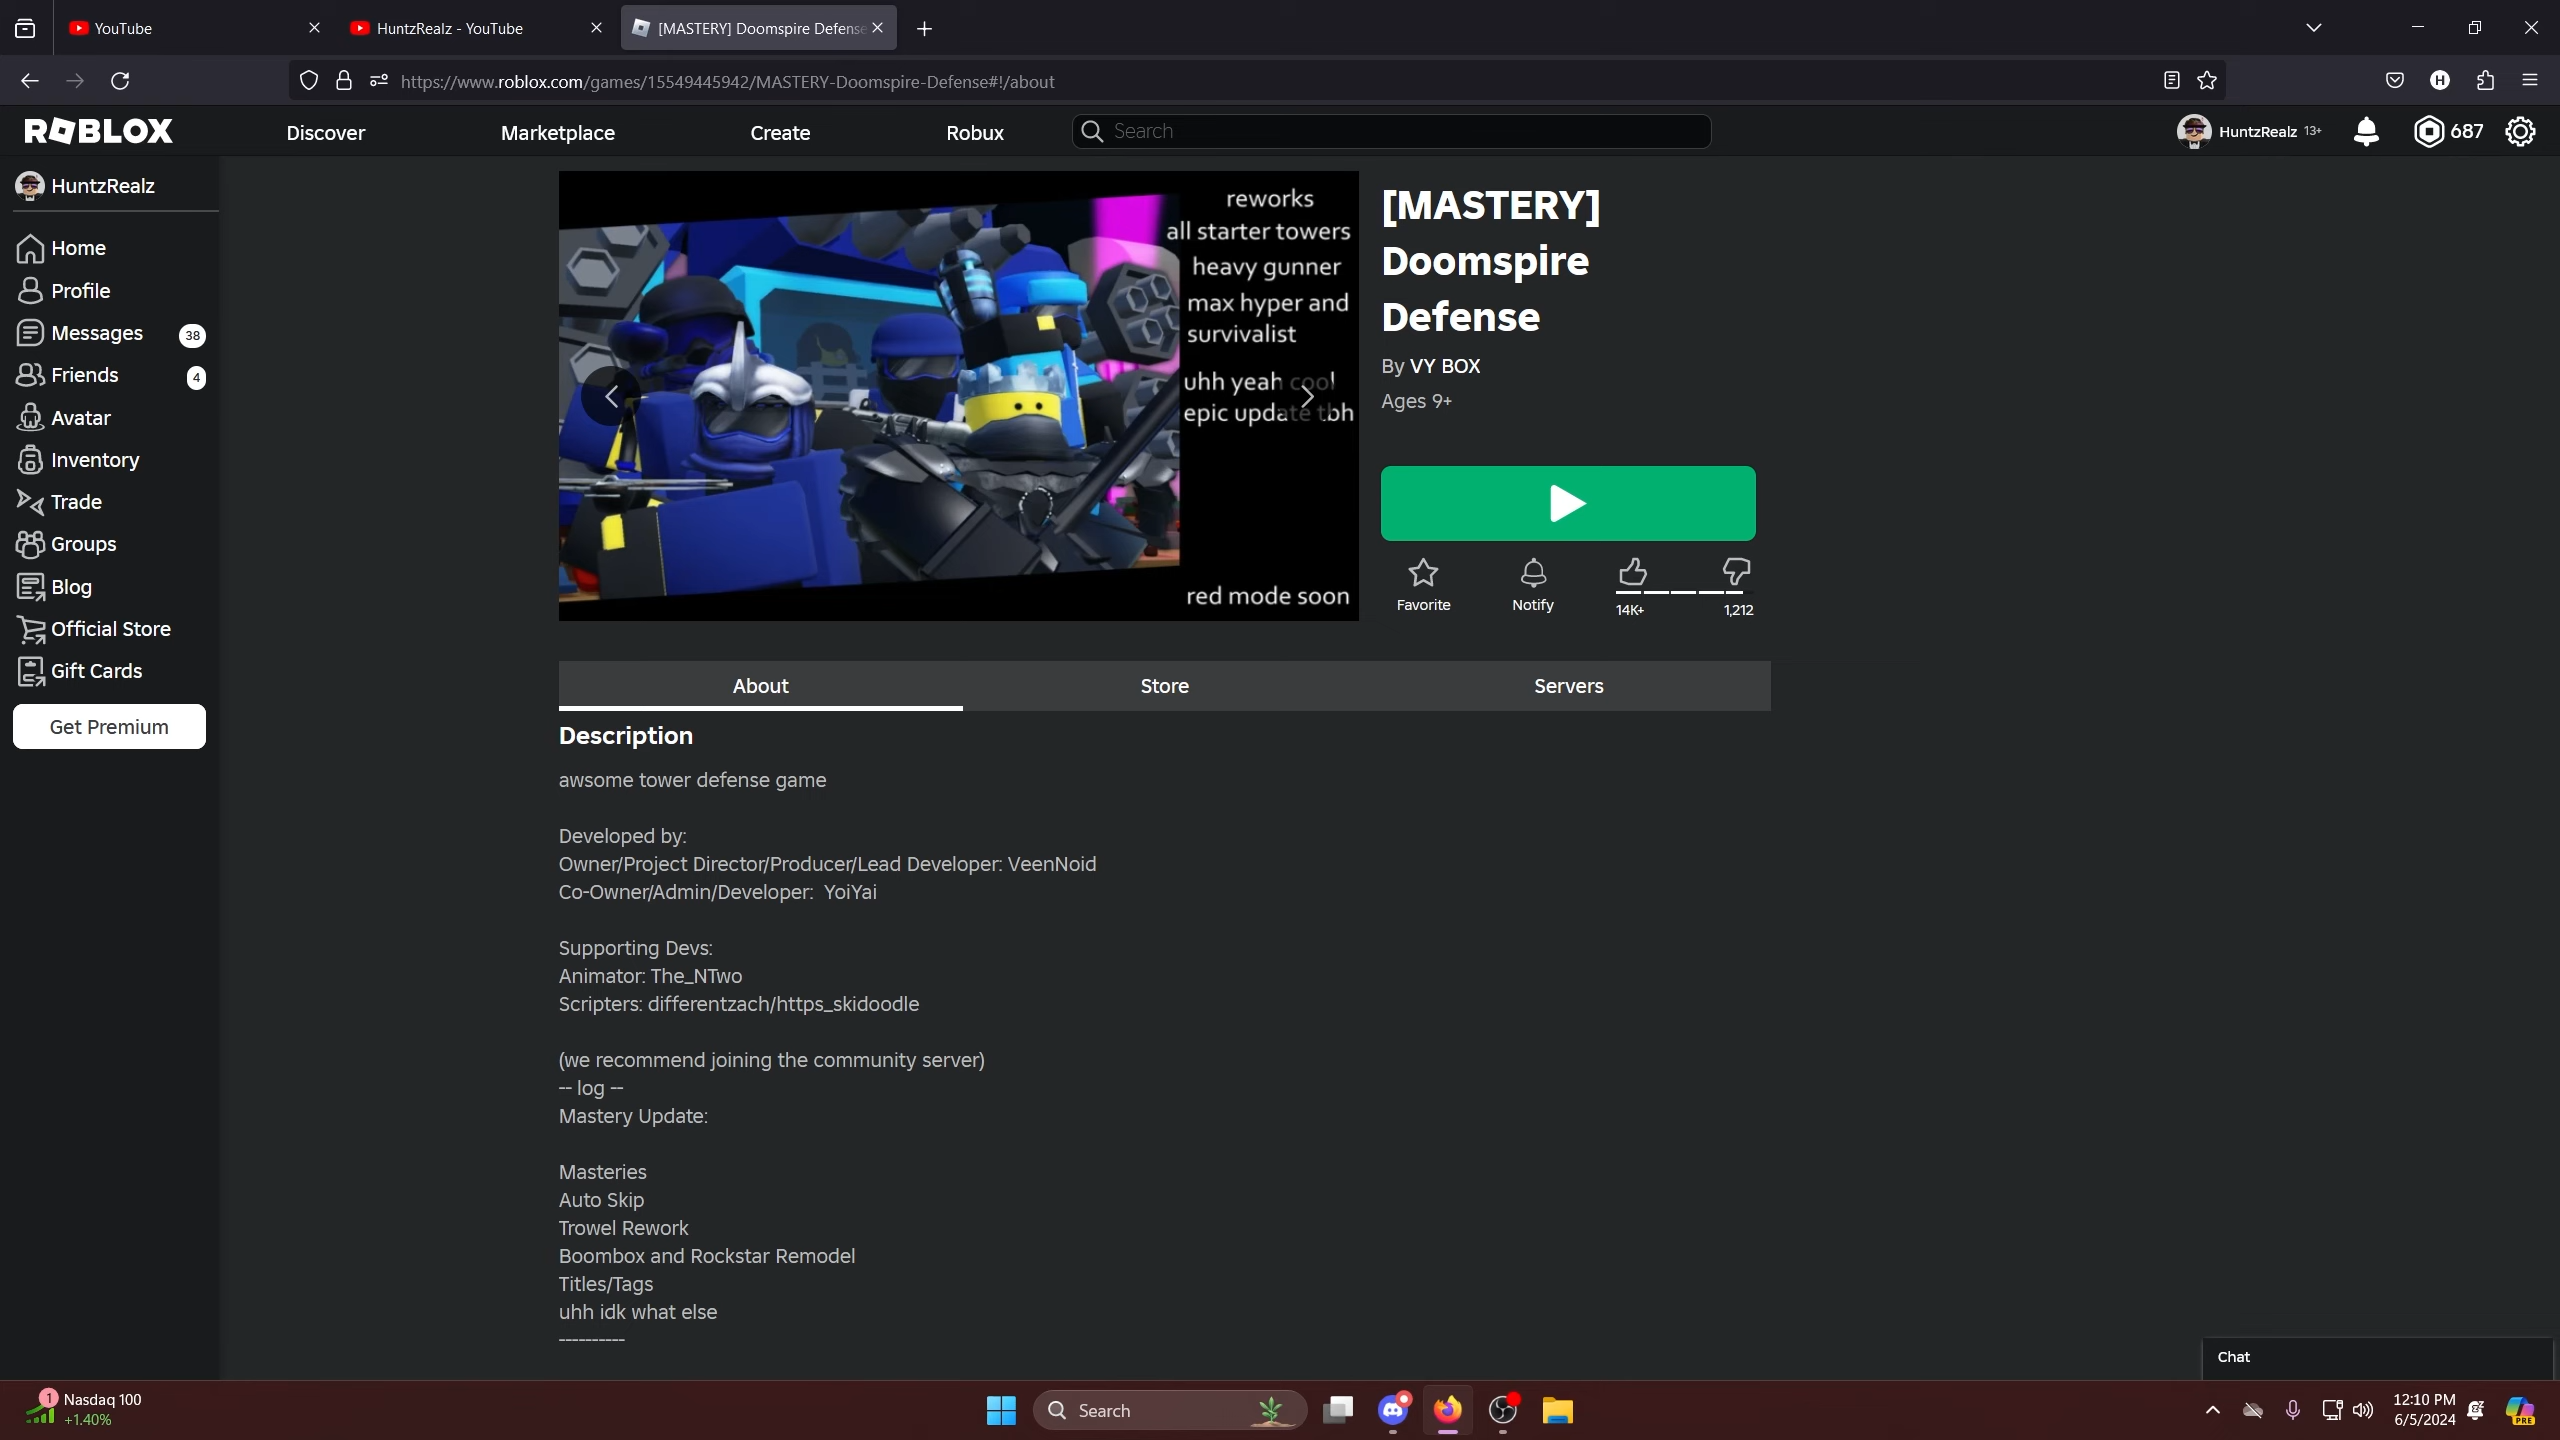 YouTube
HuntzRealz - YouTube
[MASTERY] Doomspire Defense
https://www.roblox.com/games/15549445942/MASTERY-Doomspire-Defense#!/about
H
ROBLOX
Discover
Marketplace
Create
Robux
Search
HuntzRealz 13+
687
HuntzRealz
Home
Profile
Messages 38
Friends 4
Avatar
Inventory
Trade
Groups
Blog
Official Store
Gift Cards
Get Premium
reworks
all starter towers
heavy gunner
max hyper and
survivalist
uhh yeah cool
epic update tbh
red mode soon
[MASTERY]
Doomspire
Defense
By VY BOX
Ages 9+
Favorite
Notify
14K+
1,212
About
Store
Servers
Description
awsome tower defense game
Developed by:
Owner/Project Director/Producer/Lead Developer: VeenNoid
Co-Owner/Admin/Developer:  YoiYai
Supporting Devs:
Animator: The_NTwo
Scripters: differentzach/https_skidoodle
(we recommend joining the community server)
-- log --
Mastery Update:
Masteries
Auto Skip
Trowel Rework
Boombox and Rockstar Remodel
Titles/Tags
uhh idk what else
----------
Chat
1
Nasdaq 100
+1.40%
Search
12:10 PM
6/5/2024
PRE